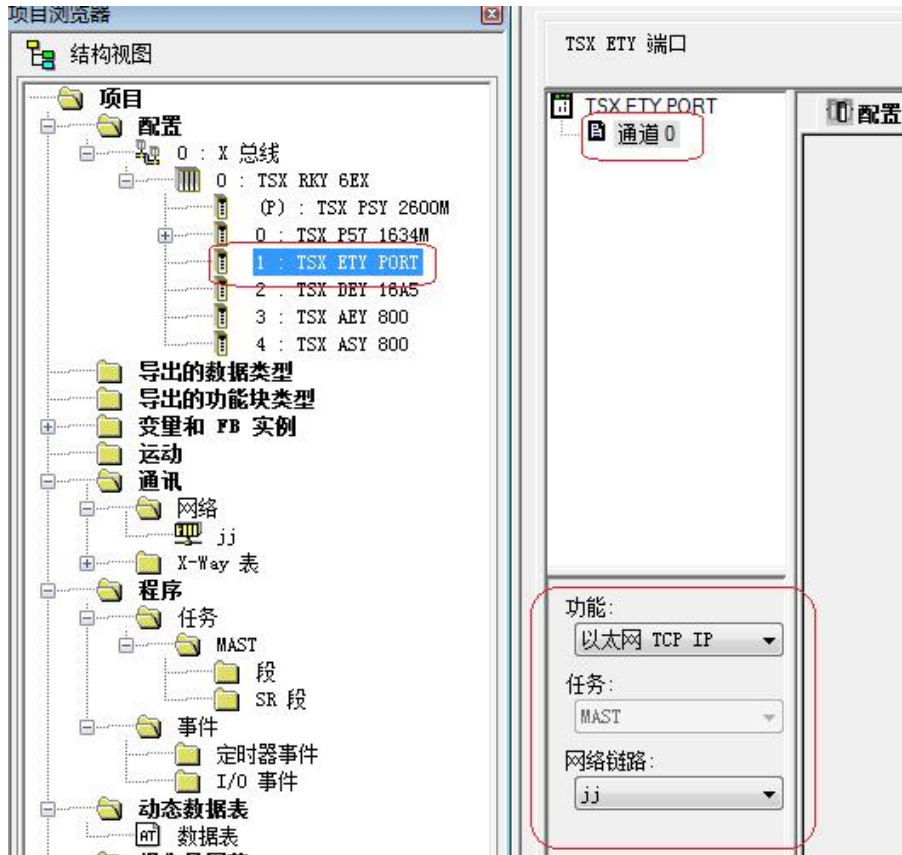 项目浏览器
结构视图
项目
配置
0 : X 总线
0 : TSX RKY 6EX
(P) : TSX PSY 2600M
0 : TSX P57 1634M
1 : TSX ETY PORT
2 : TSX DEY 16A5
3 : TSX AEY 800
4 : TSX ASY 800
导出的数据类型
导出的功能块类型
变量和 FB 实例
运动
通讯
网络
jj
X-Way 表
程序
任务
MAST
段
SR 段
事件
定时器事件
I/O 事件
动态数据表
数据表
TSX ETY 端口
TSX ETY PORT
通道 0
配置
功能:
以太网 TCP IP
任务:
MAST
网络链路:
jj